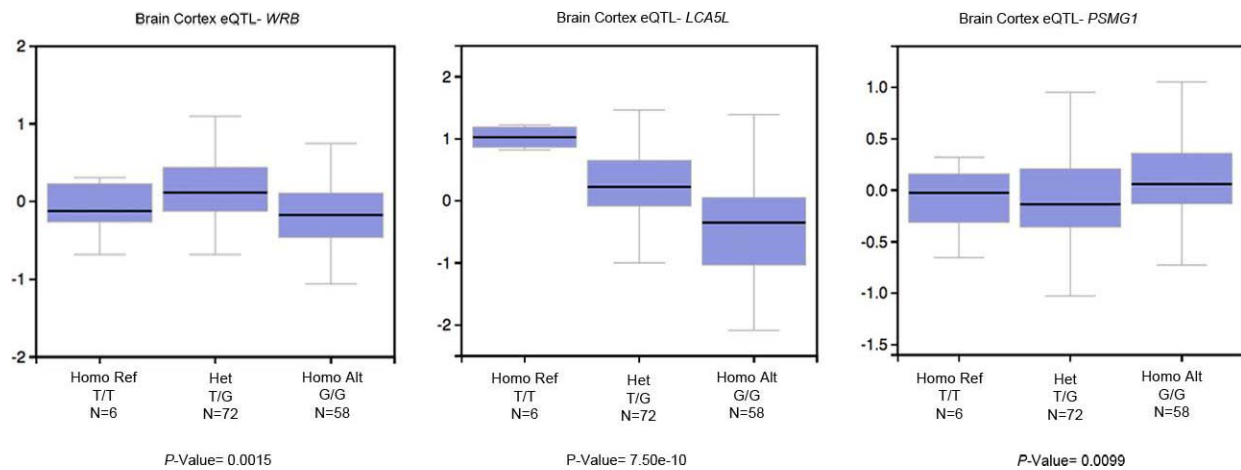 Brain Cortex eQTL- WRB
2
1
0
-1
-2
Homo Ref
T/T
N=6
Het
T/G
N=72
Homo Alt
G/G
N=58
P-Value= 0.0015
Brain Cortex eQTL- LCA5L
2
1
0
-1
-2
Homo Ref
T/T
N=6
Het
T/G
N=72
Homo Alt
G/G
N=58
P-Value= 7.50e-10
Brain Cortex eQTL- PSMG1
1.0
0.5
0.0
-0.5
-1.0
-1.5
Homo Ref
T/T
N=6
Het
T/G
N=72
Homo Alt
G/G
N=58
P-Value= 0.0099